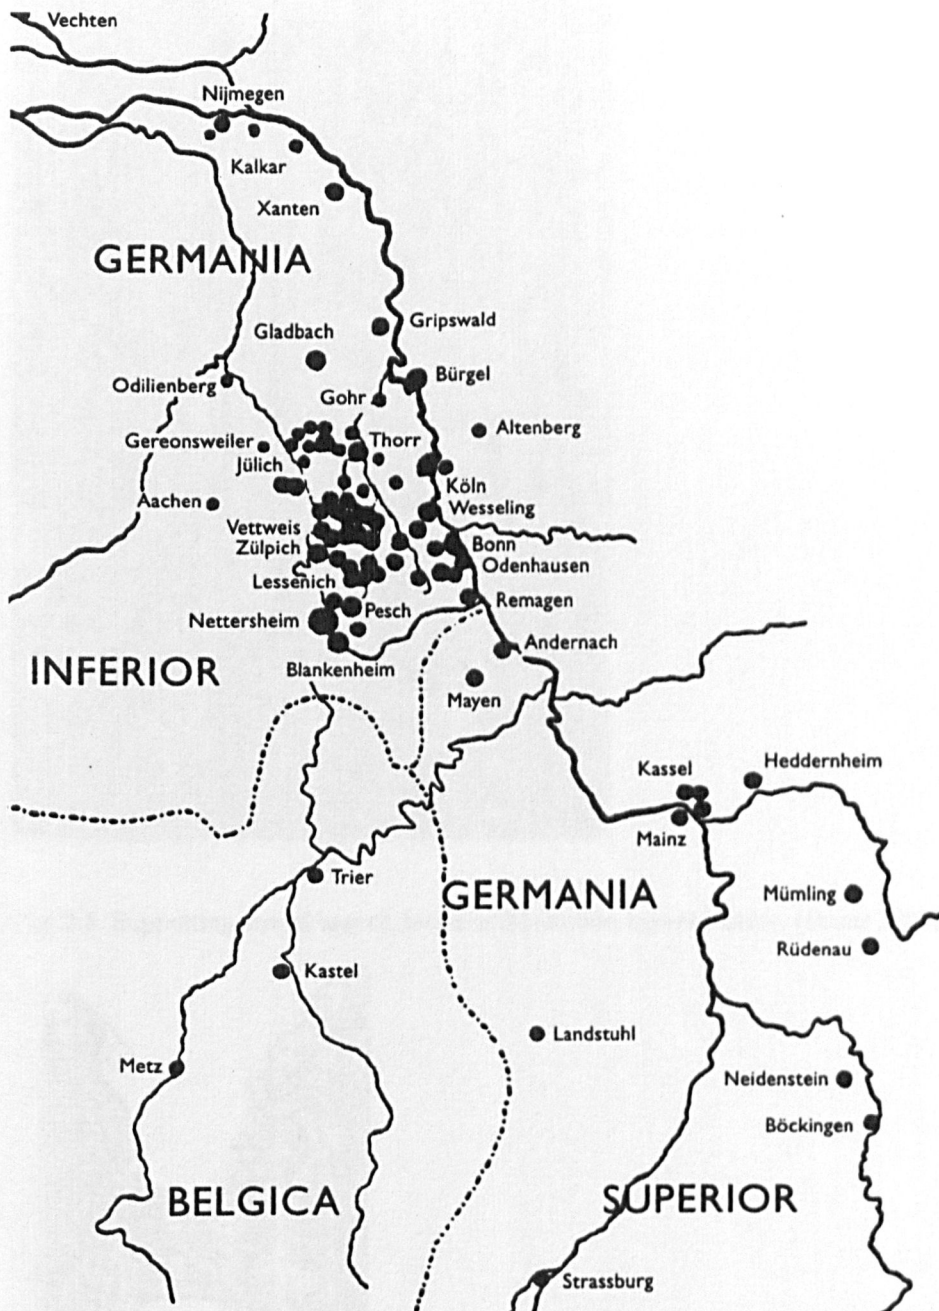 Vechten
Nijmegen
Kalkar
Xanten
GERMANIA
Gripswald
Gladbach
Bürgel
Odilienberg
Gohr
Altenberg
Gereonsweiler
Thorr
Jülich
Köln
Aachen
Wesseling
Vettweis
Zülpich
Bonn
Odenhausen
Lessenich
Remagen
Pesch
Nettersheim
Andernach
INFERIOR
Blankenheim
Mayen
Kassel
Heddernheim
Mainz
Trier
GERMANIA
Mümling
Rüdenau
Kastel
Landstuhl
Metz
Neidenstein
Böckingen
BELGICA
SUPERIOR
Strassburg